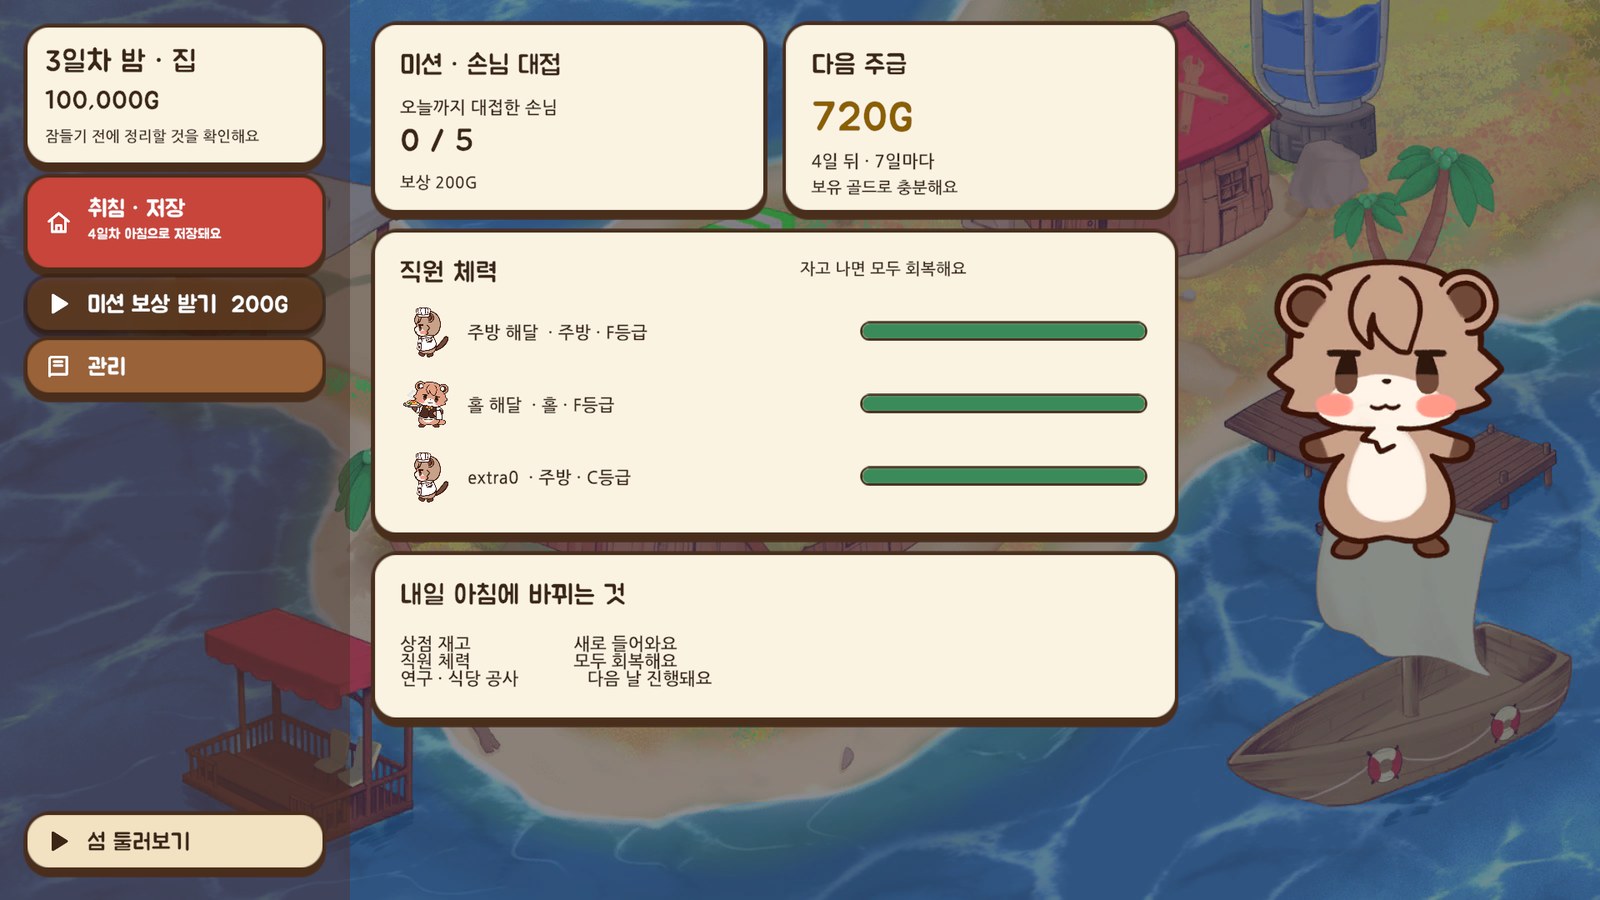 3일차 밤 · 집
100,000G
잠들기 전에 정리할 것을 확인해요
취침 · 저장
4일차 아침으로 저장돼요
미션 보상 받기 200G
관리
섬 둘러보기
미션 · 손님 대접
오늘까지 대접한 손님
0 / 5
보상 200G
다음 주급
720G
4일 뒤 · 7일마다
보유 골드로 충분해요
직원 체력
자고 나면 모두 회복해요
주방 해달 · 주방 · F등급
홀 해달 · 홀 · F등급
extra0 · 주방 · C등급
내일 아침에 바뀌는 것
상점 재고 새로 들어와요
직원 체력 모두 회복해요
연구 · 식당 공사 다음 날 진행돼요